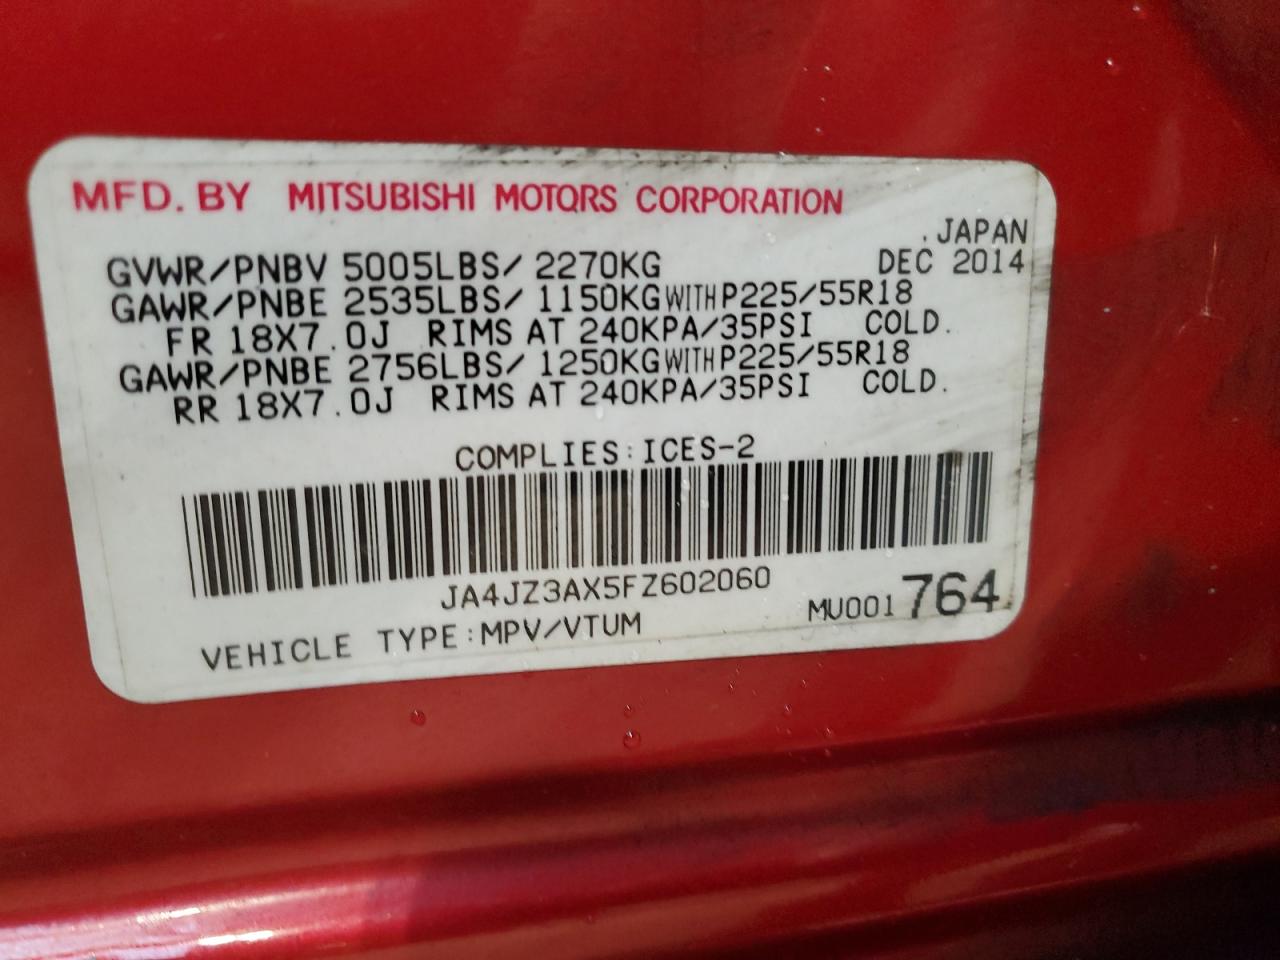 MFD. BY MITSUBISHI MOTORS CORPORATION
.JAPAN
GVWR/PNBV 5005LBS/ 2270KG DEC 2014
GAWR/PNBE 2535LBS/ 1150KG WITH P225/55R18
FR 18X7.0J RIMS AT 240KPA/35PSI COLD.
GAWR/PNBE 2756LBS/ 1250KG WITH P225/55R18
RR 18X7.0J RIMS AT 240KPA/35PSI COLD.
COMPLIES:ICES-2
JA4JZ3AX5FZ602060
MU001 764
VEHICLE TYPE:MPV/VTUM